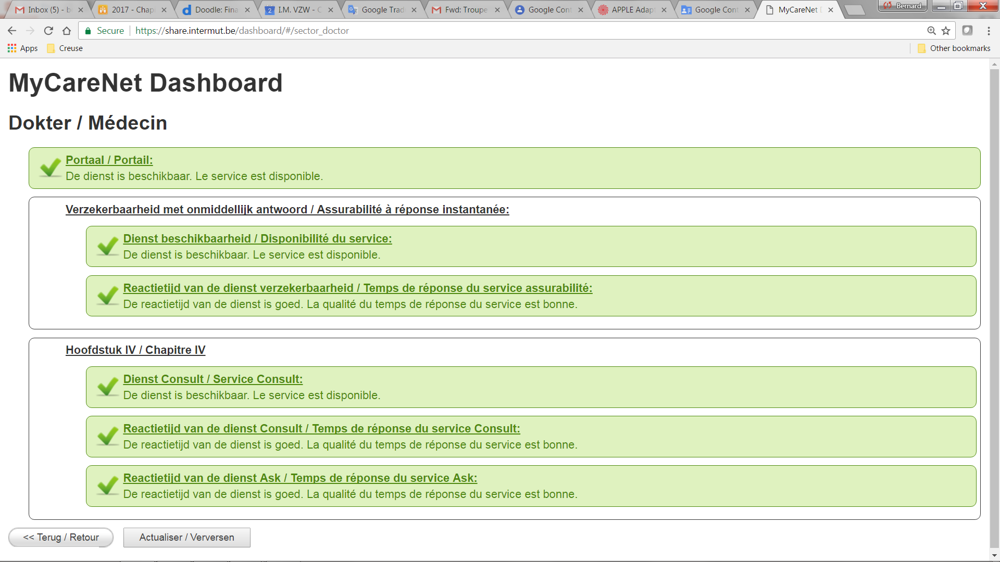 Inbox (5) - b
2017 - Chap
Doodle: Fina
I.M. VZW - C
Google Trad
Fwd: Troupe
Google Cont
APPLE Adapt
Google Cont
MyCareNet
Bernard
Secure
https://share.intermut.be/dashboard/#/sector_doctor
Apps
Creuse
Other bookmarks
MyCareNet Dashboard
Dokter / Médecin
Portaal / Portail:
De dienst is beschikbaar. Le service est disponible.
Verzekerbaarheid met onmiddellijk antwoord / Assurabilité à réponse instantanée:
Dienst beschikbaarheid / Disponibilité du service:
De dienst is beschikbaar. Le service est disponible.
Reactietijd van de dienst verzekerbaarheid / Temps de réponse du service assurabilité:
De reactietijd van de dienst is goed. La qualité du temps de réponse du service est bonne.
Hoofdstuk IV / Chapitre IV
Dienst Consult / Service Consult:
De dienst is beschikbaar. Le service est disponible.
Reactietijd van de dienst Consult / Temps de réponse du service Consult:
De reactietijd van de dienst is goed. La qualité du temps de réponse du service est bonne.
Reactietijd van de dienst Ask / Temps de réponse du service Ask:
De reactietijd van de dienst is goed. La qualité du temps de réponse du service est bonne.
<< Terug / Retour
Actualiser / Verversen